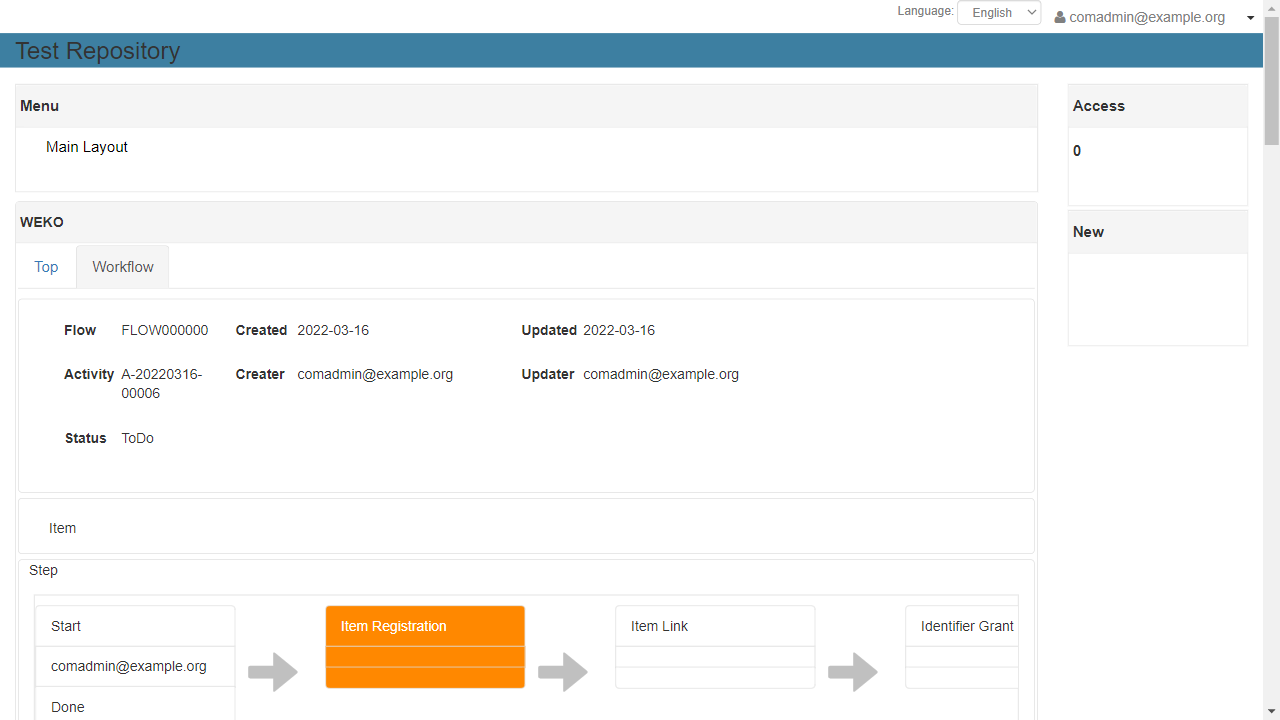 Language: English comadmin@example.org
Test Repository
Menu
Main Layout
Access
0
WEKO
New
Top Workflow
Flow FLOW000000 Created 2022-03-16 Updated 2022-03-16
Activity A-20220316-
00006 Creater comadmin@example.org Updater comadmin@example.org
Status ToDo
Item
Step
Start Item Registration Item Link Identifier Grant
comadmin@example.org
Done